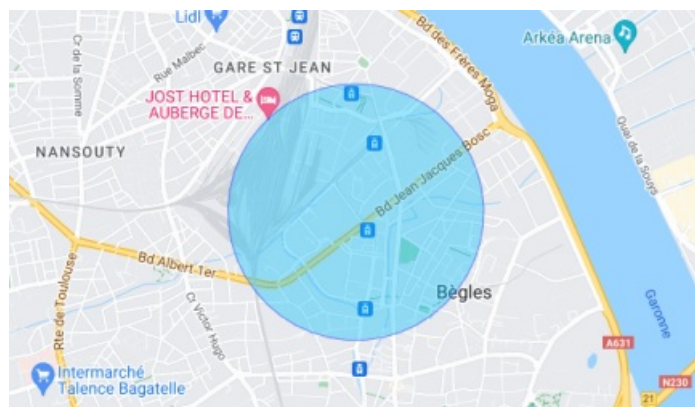 Lidl
Cr de la Somme
Rue Malbec
GARE ST JEAN
Bd des Frères Moga
Arkéa Arena
JOST HOTEL &
AUBERGE DE...
NANSOUTY
Quai de la Souys
Bd Jean Jacques Bosc
Bd Albert 1er
Rte de Toulouse
Cr Victor Hugo
Bègles
Garonne
A631
Intermarché
Talence Bagatelle
N230
21